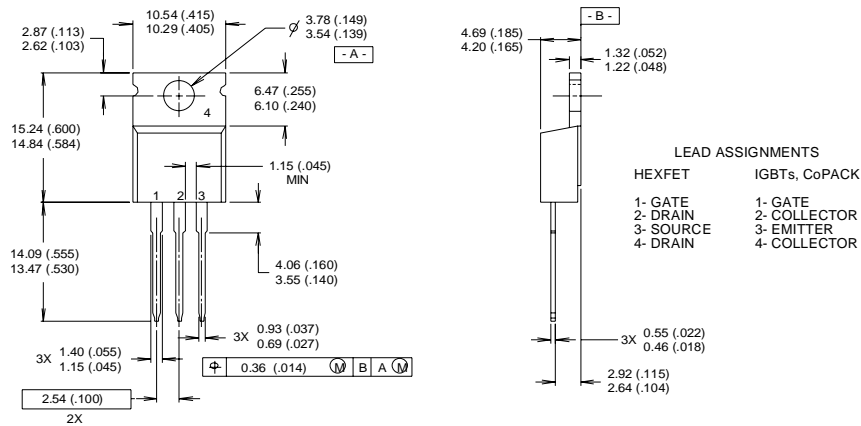 10.54 (.415)
10.29 (.405)
2.87 (.113)
2.62 (.103)
ø 3.78 (.149)
3.54 (.139)
- A -
4
6.47 (.255)
6.10 (.240)
15.24 (.600)
14.84 (.584)
1.15 (.045)
MIN
1 2 3
14.09 (.555)
13.47 (.530)
4.06 (.160)
3.55 (.140)
3X 0.93 (.037)
0.69 (.027)
3X 1.40 (.055)
1.15 (.045)
⌖ 0.36 (.014) Ⓜ B A Ⓜ
2.54 (.100)
2X
- B -
4.69 (.185)
4.20 (.165)
1.32 (.052)
1.22 (.048)
3X 0.55 (.022)
0.46 (.018)
2.92 (.115)
2.64 (.104)
LEAD ASSIGNMENTS
HEXFET
1- GATE
2- DRAIN
3- SOURCE
4- DRAIN
IGBTs, CoPACK
1- GATE
2- COLLECTOR
3- EMITTER
4- COLLECTOR